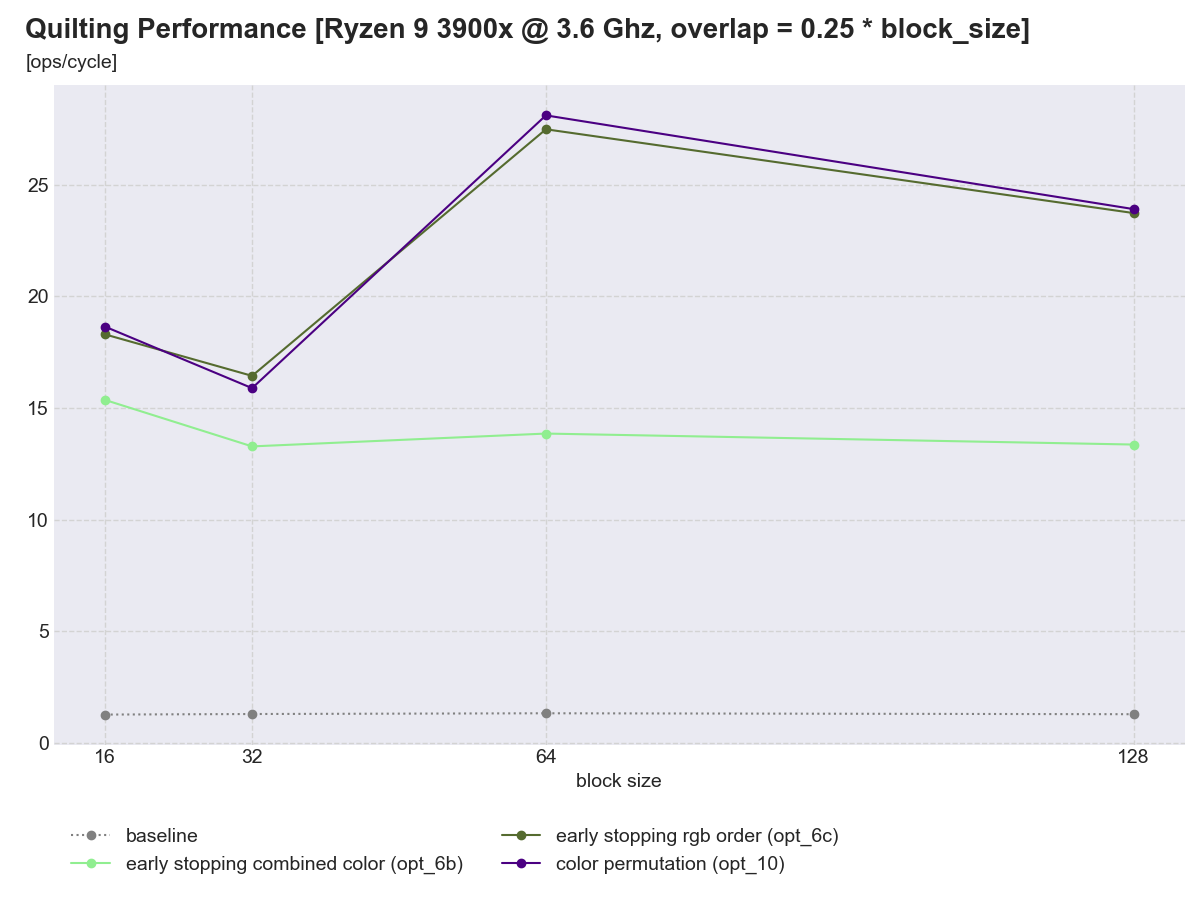 Quilting Performance [Ryzen 9 3900x @ 3.6 Ghz, overlap = 0.25 * block_size]
[ops/cycle]
25
20
15
10
5
0
16 32 64 128
block size
baseline
early stopping combined color (opt_6b)
early stopping rgb order (opt_6c)
color permutation (opt_10)